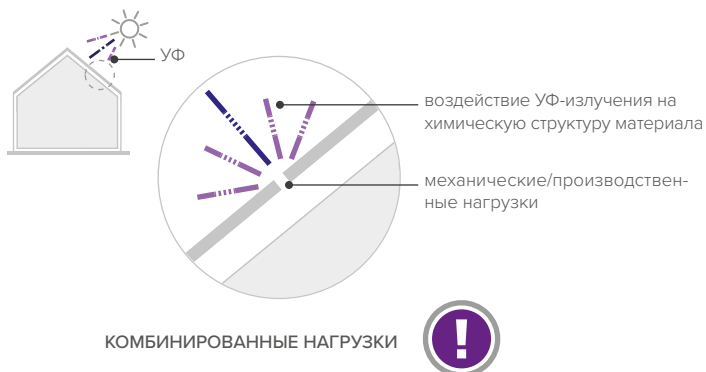 УФ
воздействие УФ-излучения на
химическую структуру материала
механические/производствен-
ные нагрузки
КОМБИНИРОВАННЫЕ НАГРУЗКИ
!